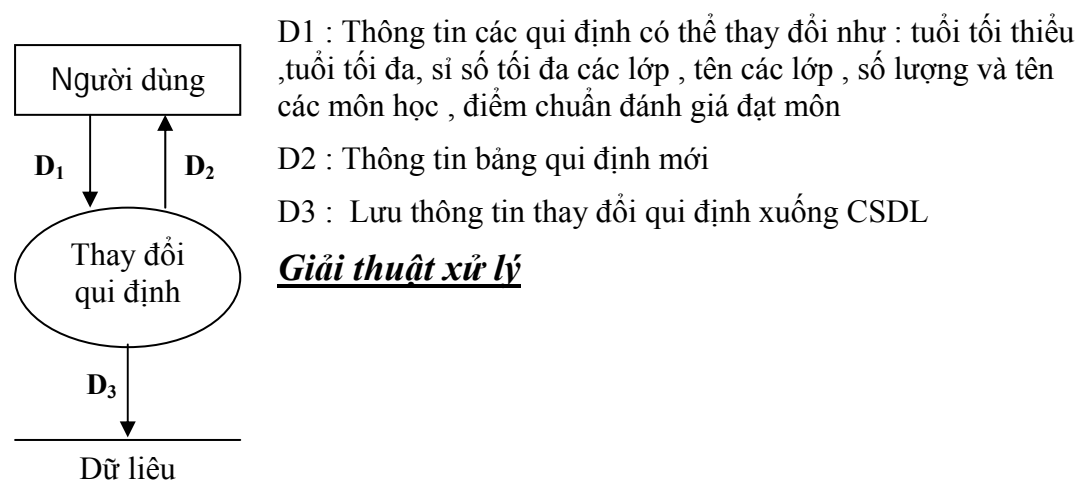 Người dùng
D1
D2
Thay đổi
qui định
D3
Dữ liêu
D1 : Thông tin các qui định có thể thay đổi như : tuổi tối thiểu
,tuổi tối đa, sỉ số tối đa các lớp , tên các lớp , số lượng và tên
các môn học , điểm chuẩn đánh giá đạt môn
D2 : Thông tin bảng qui định mới
D3 : Lưu thông tin thay đổi qui định xuống CSDL
Giải thuật xử lý